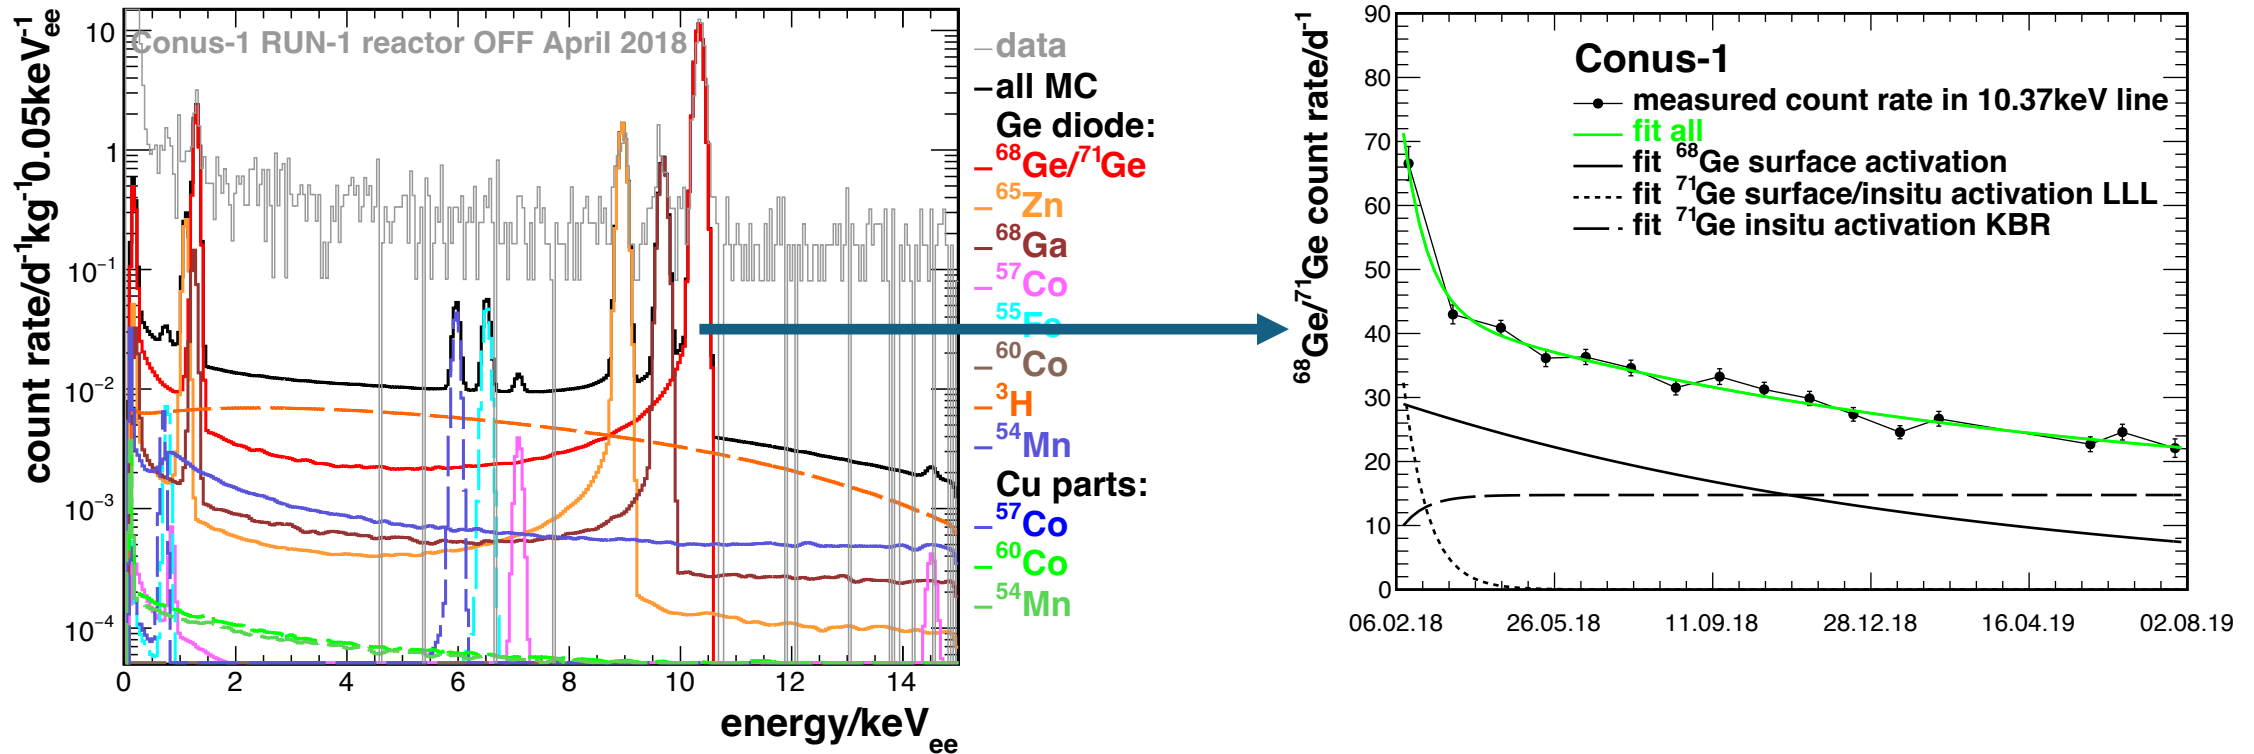 Conus-1 RUN-1 reactor OFF April 2018
count rate/d⁻¹kg⁻¹0.05keV⁻¹ₑₑ
10
1
10⁻¹
10⁻²
10⁻³
10⁻⁴
0 2 4 6 8 10 12 14
energy/keVₑₑ
data
all MC
Ge diode:
⁶⁸Ge/⁷¹Ge
⁶⁵Zn
⁶⁸Ga
⁵⁷Co
⁵⁵Fe
⁶⁰Co
³H
⁵⁴Mn
Cu parts:
⁵⁷Co
⁶⁰Co
⁵⁴Mn
⁶⁸Ge/⁷¹Ge count rate/d⁻¹
90
80
70
60
50
40
30
20
10
0
Conus-1
measured count rate in 10.37keV line
fit all
fit ⁶⁸Ge surface activation
fit ⁷¹Ge surface/insitu activation LLL
fit ⁷¹Ge insitu activation KBR
06.02.18 26.05.18 11.09.18 28.12.18 16.04.19 02.08.19